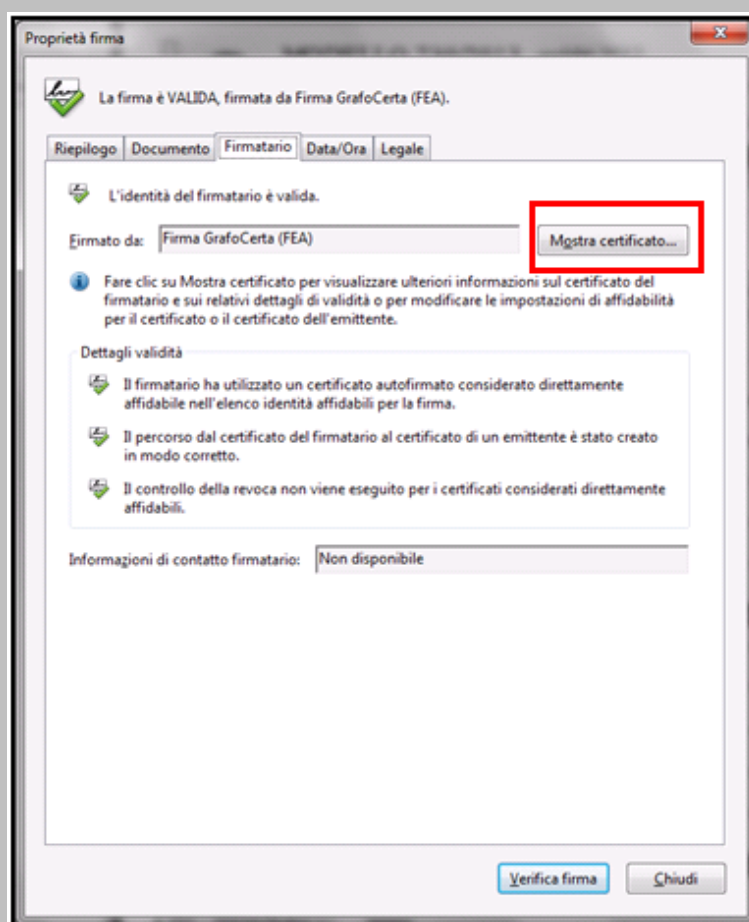 Proprietà firma
La firma è VALIDA, firmata da Firma GrafoCerta (FEA).
Riepilogo Documento Firmatario Data/Ora Legale
L'identità del firmatario è valida.
Firmato da: Firma GrafoCerta (FEA) Mostra certificato...
Fare clic su Mostra certificato per visualizzare ulteriori informazioni sul certificato del
firmatario e sui relativi dettagli di validità o per modificare le impostazioni di affidabilità
per il certificato o il certificato dell'emittente.
Dettagli validità
Il firmatario ha utilizzato un certificato autofirmato considerato direttamente
affidabile nell'elenco identità affidabili per la firma.
Il percorso dal certificato del firmatario al certificato di un emittente è stato creato
in modo corretto.
Il controllo della revoca non viene eseguito per i certificati considerati direttamente
affidabili.
Informazioni di contatto firmatario: Non disponibile
Verifica firma Chiudi